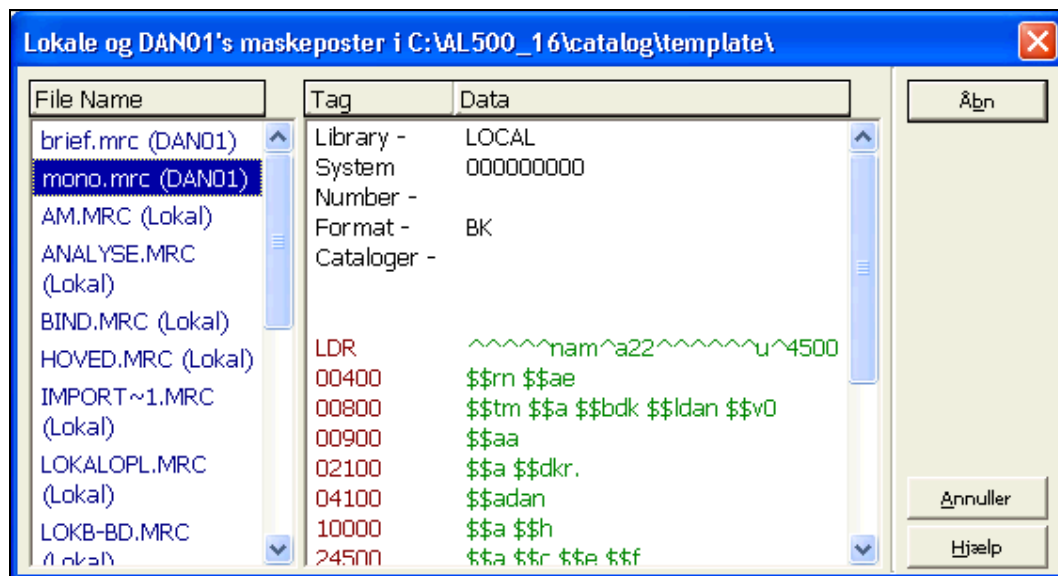 Lokale og DAN01's maskeposter i C:\AL500_16\catalog\template\
File Name
brief.mrc (DAN01)
mono.mrc (DAN01)
AM.MRC (Lokal)
ANALYSE.MRC
(Lokal)
BIND.MRC (Lokal)
HOVED.MRC (Lokal)
IMPORT~1.MRC
(Lokal)
LOKALOPL.MRC
(Lokal)
LOKB-BD.MRC
(Lokal)
Tag Data
Library - LOCAL
System 000000000
Number -
Format - BK
Cataloger -
LDR ^^^^^nam^a22^^^^^^u^4500
00400 $$rn $$ae
00800 $$tm $$a $$bdk $$ldan $$v0
00900 $$aa
02100 $$a $$dkr.
04100 $$adan
10000 $$a $$h
24500 $$a $$c $$e $$f
Åbn
Annuller
Hjælp